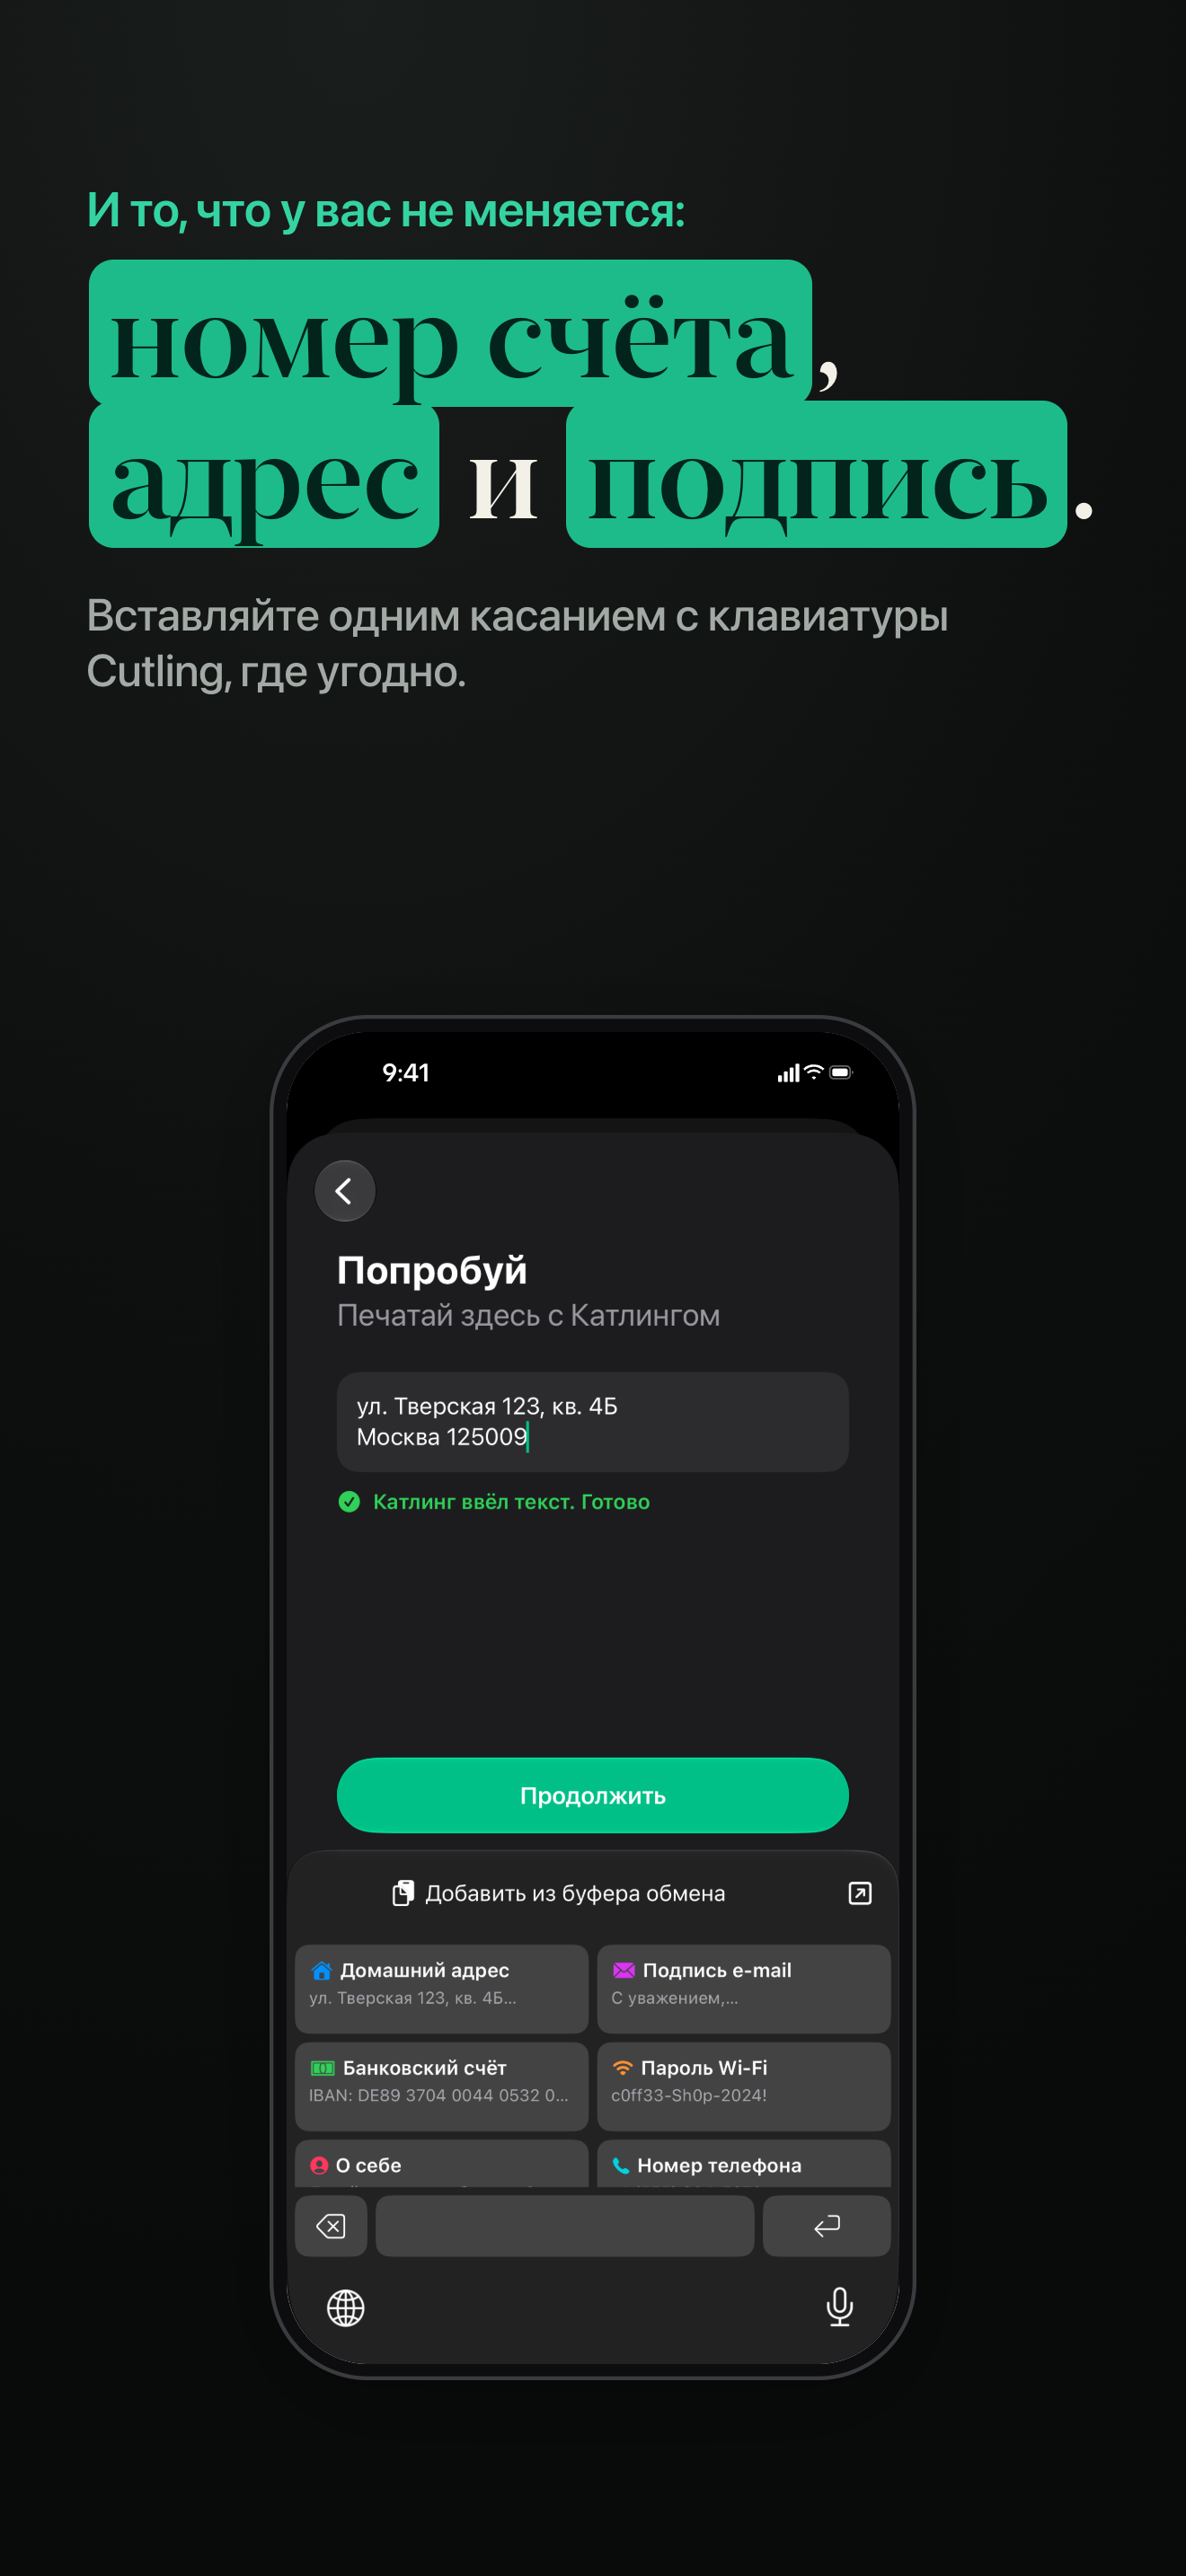 И то, что у вас не меняется:
номер счёта,
адрес и подпись.
Вставляйте одним касанием с клавиатуры
Cutling, где угодно.
9:41
Попробуй
Печатай здесь с Катлингом
ул. Тверская 123, кв. 4Б
Москва 125009
Катлинг ввёл текст. Готово
Продолжить
Добавить из буфера обмена
Домашний адрес
ул. Тверская 123, кв. 4Б...
Подпись e-mail
С уважением,...
Банковский счёт
IBAN: DE89 3704 0044 0532 0...
Пароль Wi-Fi
c0ff33-Sh0p-2024!
О себе
Номер телефона